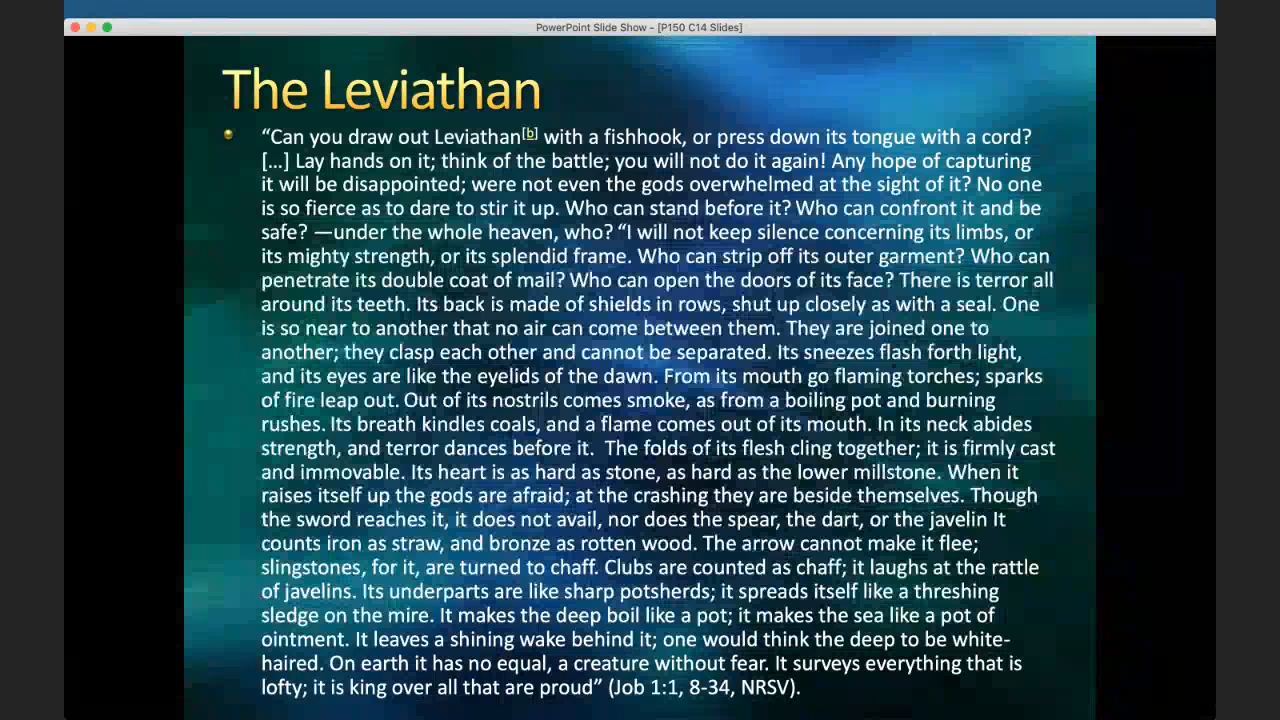 PowerPoint Slide Show - [P150 C14 Slides]
The Leviathan
“Can you draw out Leviathan[b] with a fishhook, or press down its tongue with a cord?
[…] Lay hands on it; think of the battle; you will not do it again! Any hope of capturing
it will be disappointed; were not even the gods overwhelmed at the sight of it? No one
is so fierce as to dare to stir it up. Who can stand before it? Who can confront it and be
safe? —under the whole heaven, who? “I will not keep silence concerning its limbs, or
its mighty strength, or its splendid frame. Who can strip off its outer garment? Who can
penetrate its double coat of mail? Who can open the doors of its face? There is terror all
around its teeth. Its back is made of shields in rows, shut up closely as with a seal. One
is so near to another that no air can come between them. They are joined one to
another; they clasp each other and cannot be separated. Its sneezes flash forth light,
and its eyes are like the eyelids of the dawn. From its mouth go flaming torches; sparks
of fire leap out. Out of its nostrils comes smoke, as from a boiling pot and burning
rushes. Its breath kindles coals, and a flame comes out of its mouth. In its neck abides
strength, and terror dances before it.  The folds of its flesh cling together; it is firmly cast
and immovable. Its heart is as hard as stone, as hard as the lower millstone. When it
raises itself up the gods are afraid; at the crashing they are beside themselves. Though
the sword reaches it, it does not avail, nor does the spear, the dart, or the javelin It
counts iron as straw, and bronze as rotten wood. The arrow cannot make it flee;
slingstones, for it, are turned to chaff. Clubs are counted as chaff; it laughs at the rattle
of javelins. Its underparts are like sharp potsherds; it spreads itself like a threshing
sledge on the mire. It makes the deep boil like a pot; it makes the sea like a pot of
ointment. It leaves a shining wake behind it; one would think the deep to be white-
haired. On earth it has no equal, a creature without fear. It surveys everything that is
lofty; it is king over all that are proud” (Job 1:1, 8-34, NRSV).